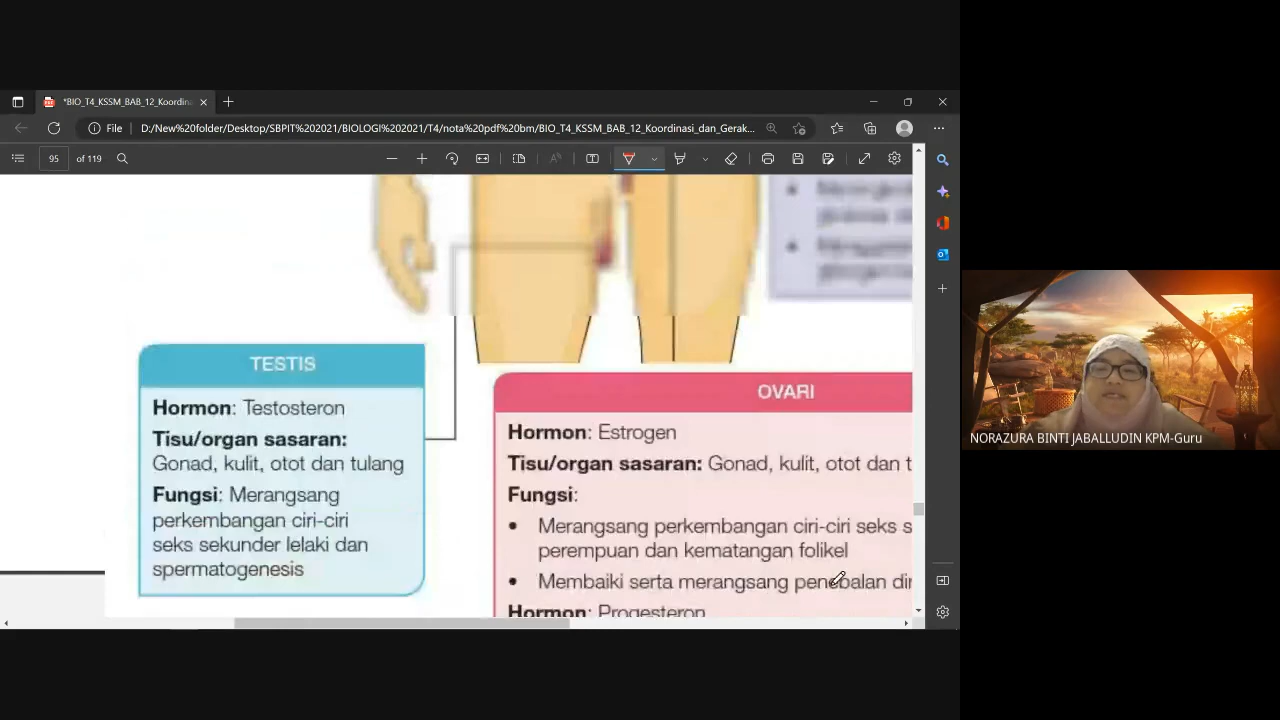 *BIO_T4_KSSM_BAB_12_Koordina
File
D:/New%20folder/Desktop/SBPIT%202021/BIOLOGI%202021/T4/nota%20pdf%20bm/BIO_T4_KSSM_BAB_12_Koordinasi_dan_Gerak...
95 of 119
TESTIS
Hormon: Testosteron
Tisu/organ sasaran:
Gonad, kulit, otot dan tulang
Fungsi: Merangsang
perkembangan ciri-ciri
seks sekunder lelaki dan
spermatogenesis
OVARI
Hormon: Estrogen
Tisu/organ sasaran: Gonad, kulit, otot dan t
Fungsi:
• Merangsang perkembangan ciri-ciri seks s
perempuan dan kematangan folikel
• Membaiki serta merangsang penebalan din
Hormon: Progesteron
NORAZURA BINTI JABALLUDIN KPM-Guru